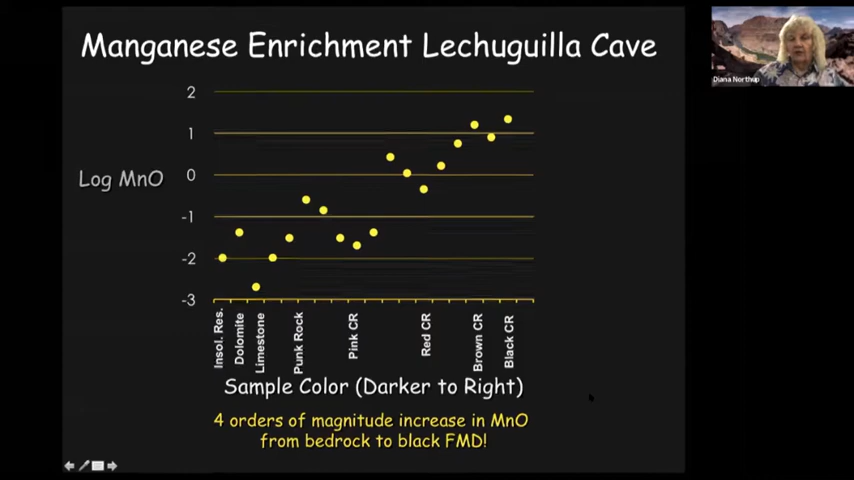 Manganese Enrichment Lechuguilla Cave
Diana Northup
2
1
Log MnO
0
-1
-2
-3
Insol. Res.
Dolomite
Limestone
Punk Rock
Pink CR
Red CR
Brown CR
Black CR
Sample Color (Darker to Right)
4 orders of magnitude increase in MnO
from bedrock to black FMD!